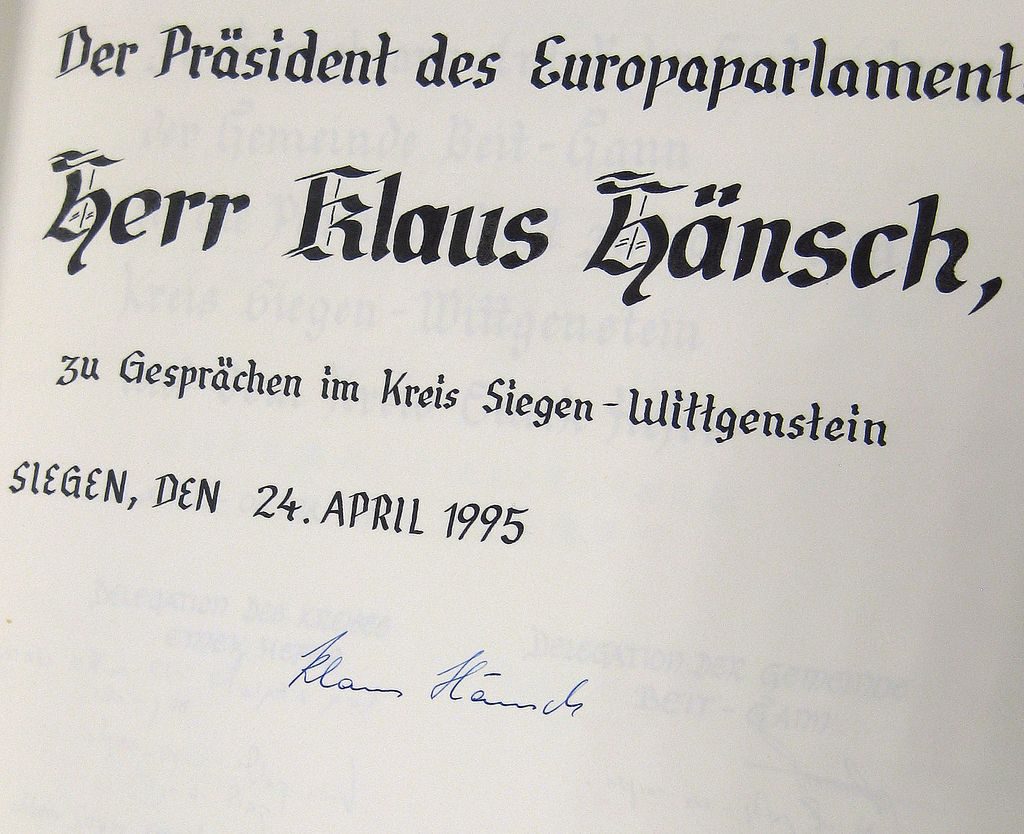 Der Präsident des Europaparlaments
Herr Klaus Hänsch,
zu Gesprächen im Kreis Siegen-Wittgenstein
SIEGEN, DEN 24. APRIL 1995
Klaus Hänsch